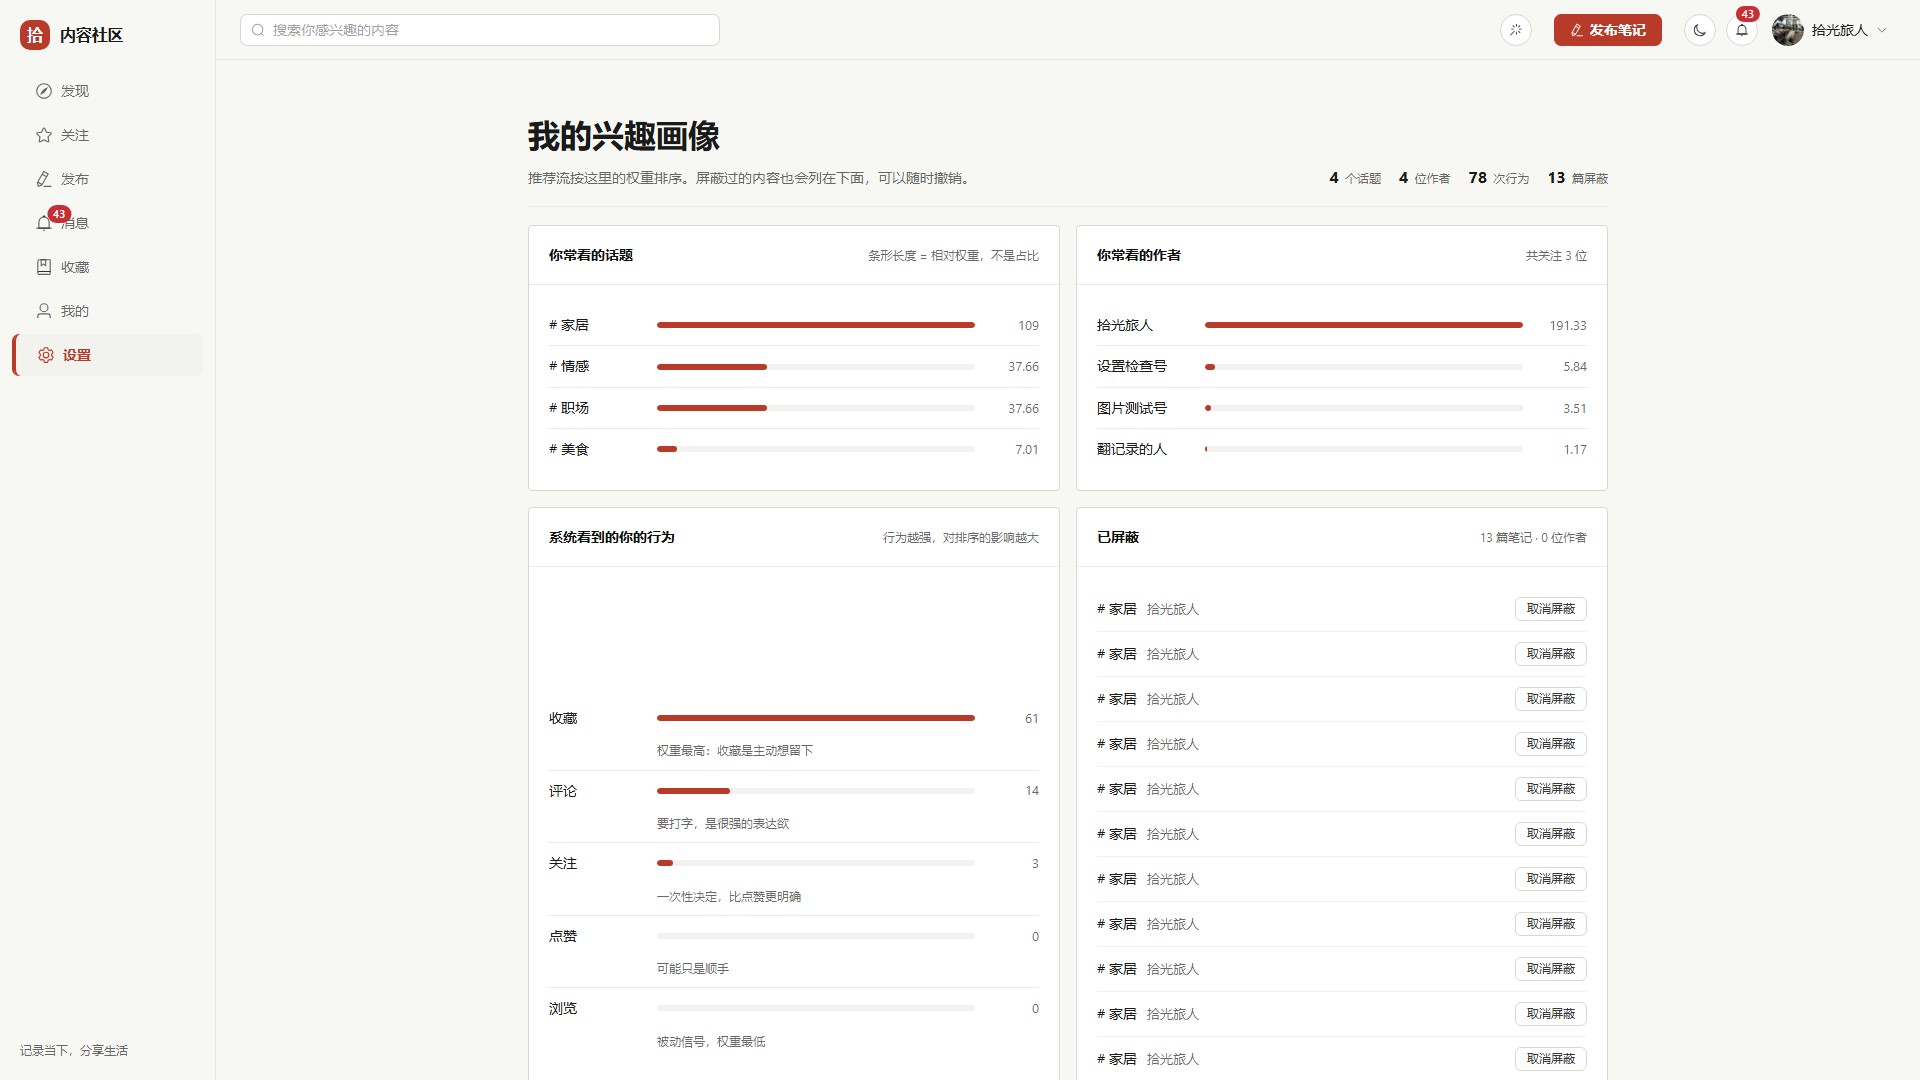 拾 内容社区
搜索你感兴趣的内容
发布笔记
43
拾光旅人
发现
关注
发布
43
消息
收藏
我的
设置
记录当下，分享生活
我的兴趣画像
推荐流按这里的权重排序。屏蔽过的内容也会列在下面，可以随时撤销。
4 个话题 4 位作者 78 次行为 13 篇屏蔽
你常看的话题 条形长度 = 相对权重，不是占比
# 家居 109
# 情感 37.66
# 职场 37.66
# 美食 7.01
你常看的作者 共关注 3 位
拾光旅人 191.33
设置检查号 5.84
图片测试号 3.51
翻记录的人 1.17
系统看到的你的行为 行为越强，对排序的影响越大
收藏 61
权重最高：收藏是主动想留下
评论 14
要打字，是很强的表达欲
关注 3
一次性决定，比点赞更明确
点赞 0
可能只是顺手
浏览 0
被动信号，权重最低
已屏蔽 13 篇笔记 · 0 位作者
# 家居 拾光旅人 取消屏蔽
# 家居 拾光旅人 取消屏蔽
# 家居 拾光旅人 取消屏蔽
# 家居 拾光旅人 取消屏蔽
# 家居 拾光旅人 取消屏蔽
# 家居 拾光旅人 取消屏蔽
# 家居 拾光旅人 取消屏蔽
# 家居 拾光旅人 取消屏蔽
# 家居 拾光旅人 取消屏蔽
# 家居 拾光旅人 取消屏蔽
# 家居 拾光旅人 取消屏蔽